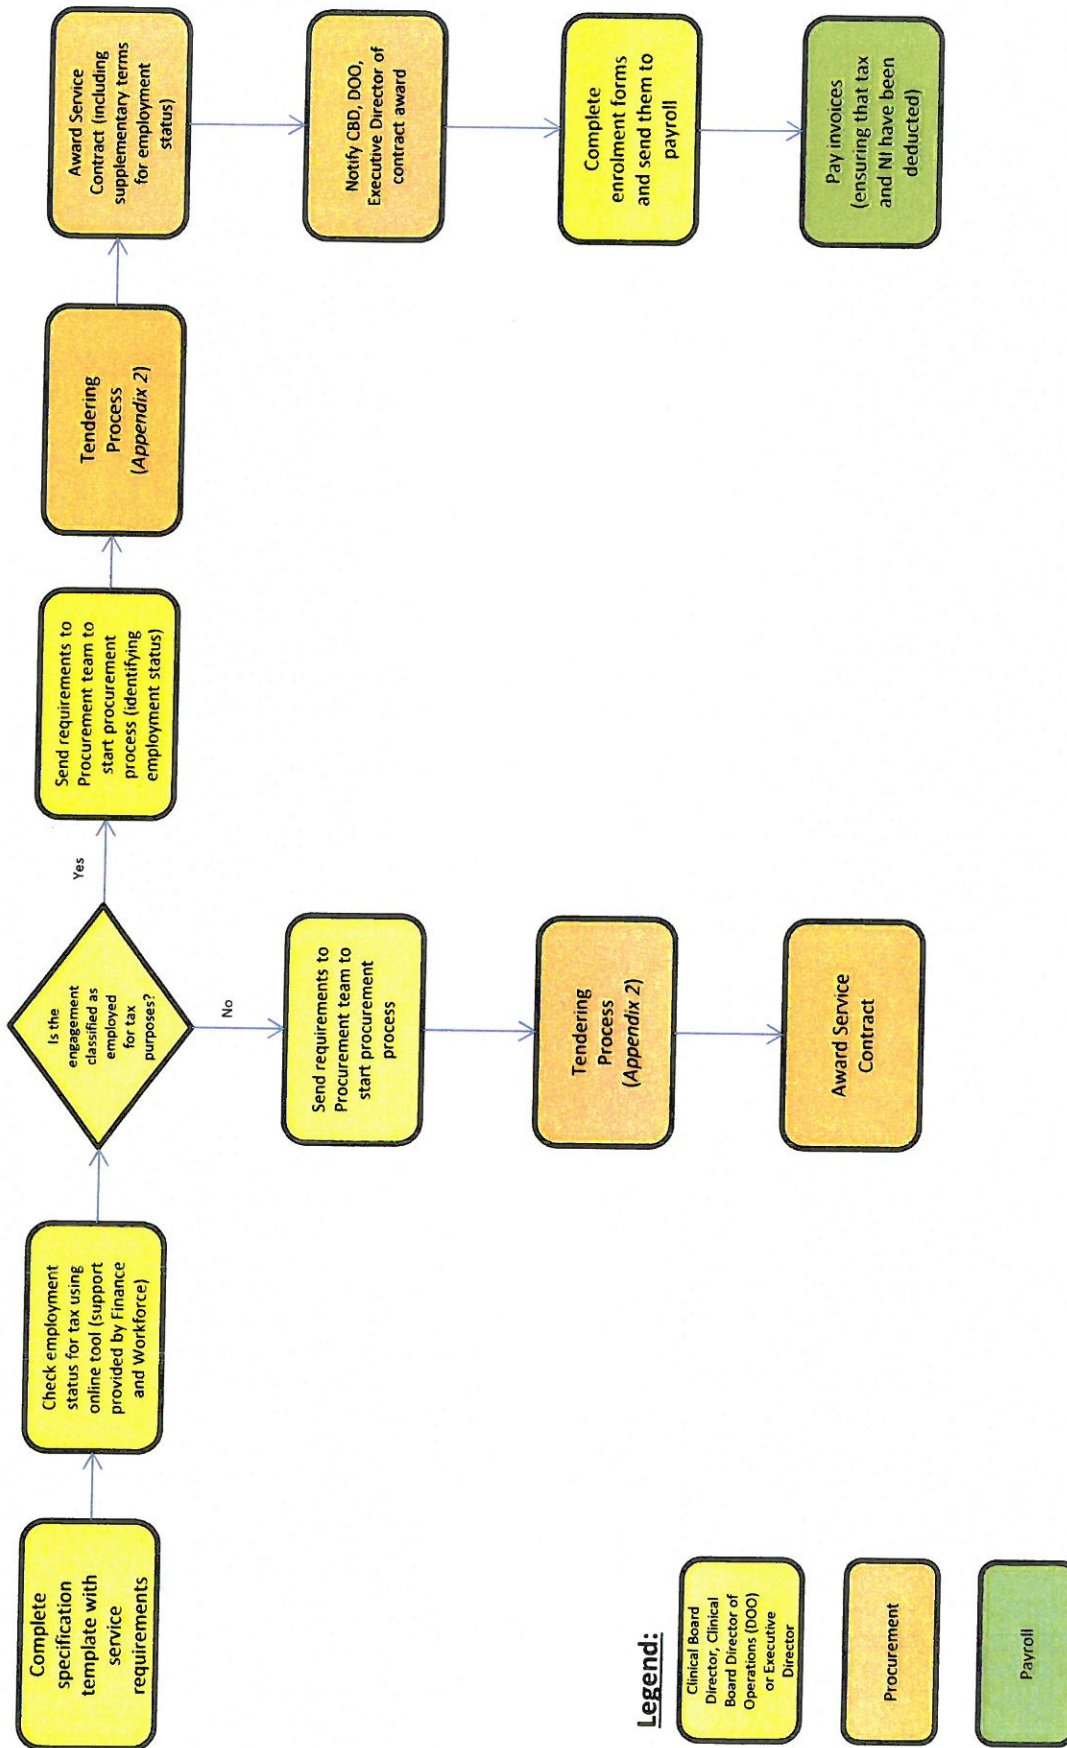 Complete
specification
template with
service
requirements
Check employment
status for tax using
online tool (support
provided by Finance
and Workforce)
Is the
engagement
classified as
employed
for tax
purposes?
Yes
No
Send requirements to
Procurement team to
start procurement
process (identifying
employment status)
Tendering
Process
(Appendix 2)
Award Service
Contract (including
supplementary terms
for employment
status)
Notify CBD, DOO,
Executive Director of
contract award
Complete
enrolment forms
and send them to
payroll
Pay invoices
(ensuring that tax
and NI have been
deducted)
Send requirements to
Procurement team to
start procurement
process
Tendering
Process
(Appendix 2)
Award Service
Contract
Legend:
Clinical Board
Director, Clinical
Board Director of
Operations (DOO)
or Executive
Director
Procurement
Payroll